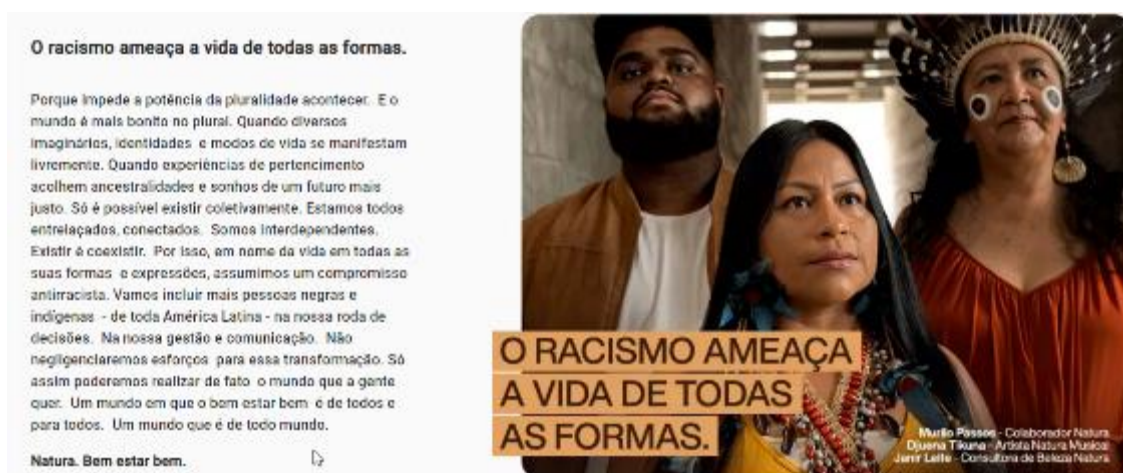 O racismo ameaça a vida de todas as formas.
Porque impede a potência da pluralidade acontecer. E o
mundo é mais bonito no plural. Quando diversos
imaginários, identidades e modos de vida se manifestam
livremente. Quando experiências de pertencimento
acolhem ancestralidades e sonhos de um futuro mais
justo. Só é possível existir coletivamente. Estamos todos
entrelaçados, conectados. Somos interdependentes.
Existir é coexistir. Por isso, em nome da vida em todas as
suas formas e expressões, assumimos um compromisso
antirracista. Vamos incluir mais pessoas negras e
indígenas - de toda América Latina - na nossa roda de
decisões. Na nossa gestão e comunicação. Não
negligenciaremos esforços para essa transformação. Só
assim poderemos realizar de fato o mundo que a gente
quer. Um mundo em que o bem estar bem é de todos e
para todos. Um mundo que é de todo mundo.
Natura. Bem estar bem.
O RACISMO AMEAÇA
A VIDA DE TODAS
AS FORMAS.
Murilo Passos - Colaborador Natura
Djuena Tikuna - Artista Natura Musical
Janir Leite - Consultora de Beleza Natura